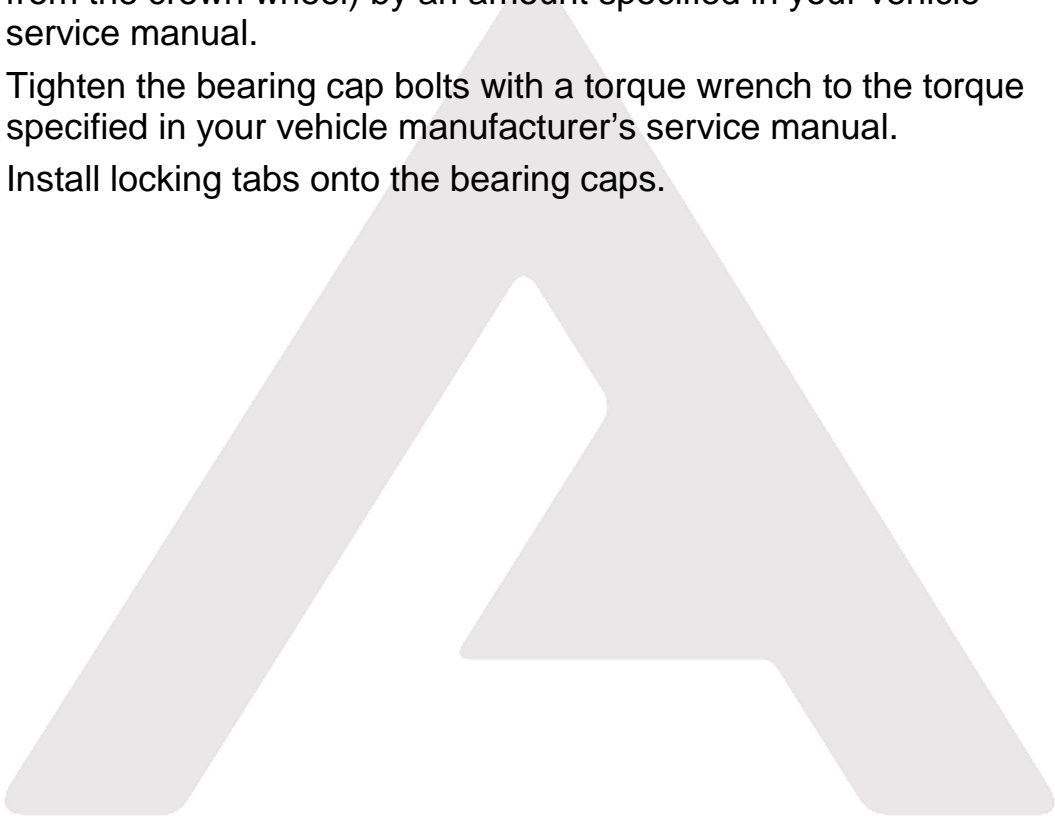 from the crown wheel) by an amount specified in your vehicle
service manual.
Tighten the bearing cap bolts with a torque wrench to the torque
specified in your vehicle manufacturer's service manual.
Install locking tabs onto the bearing caps.